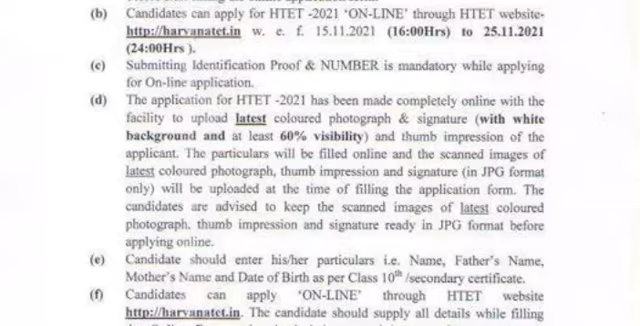 (b) Candidates can apply for HTET -2021 'ON-LINE' through HTET website-
http://haryanatet.in w. e. f. 15.11.2021 (16:00Hrs) to 25.11.2021
(24:00Hrs ).
(c) Submitting Identification Proof & NUMBER is mandatory while applying
for On-line application.
(d) The application for HTET -2021 has been made completely online with the
facility to upload latest coloured photograph & signature (with white
background and at least 60% visibility) and thumb impression of the
applicant. The particulars will be filled online and the scanned images of
latest coloured photograph, thumb impression and signature (in JPG format
only) will be uploaded at the time of filling the application form. The
candidates are advised to keep the scanned images of latest coloured
photograph, thumb impression and signature ready in JPG format before
applying online.
(e) Candidate should enter his/her particulars i.e. Name, Father's Name,
Mother's Name and Date of Birth as per Class 10th /secondary certificate.
(f) Candidates can apply 'ON-LINE' through HTET website
http://haryanatet.in. The candidate should supply all details while filling